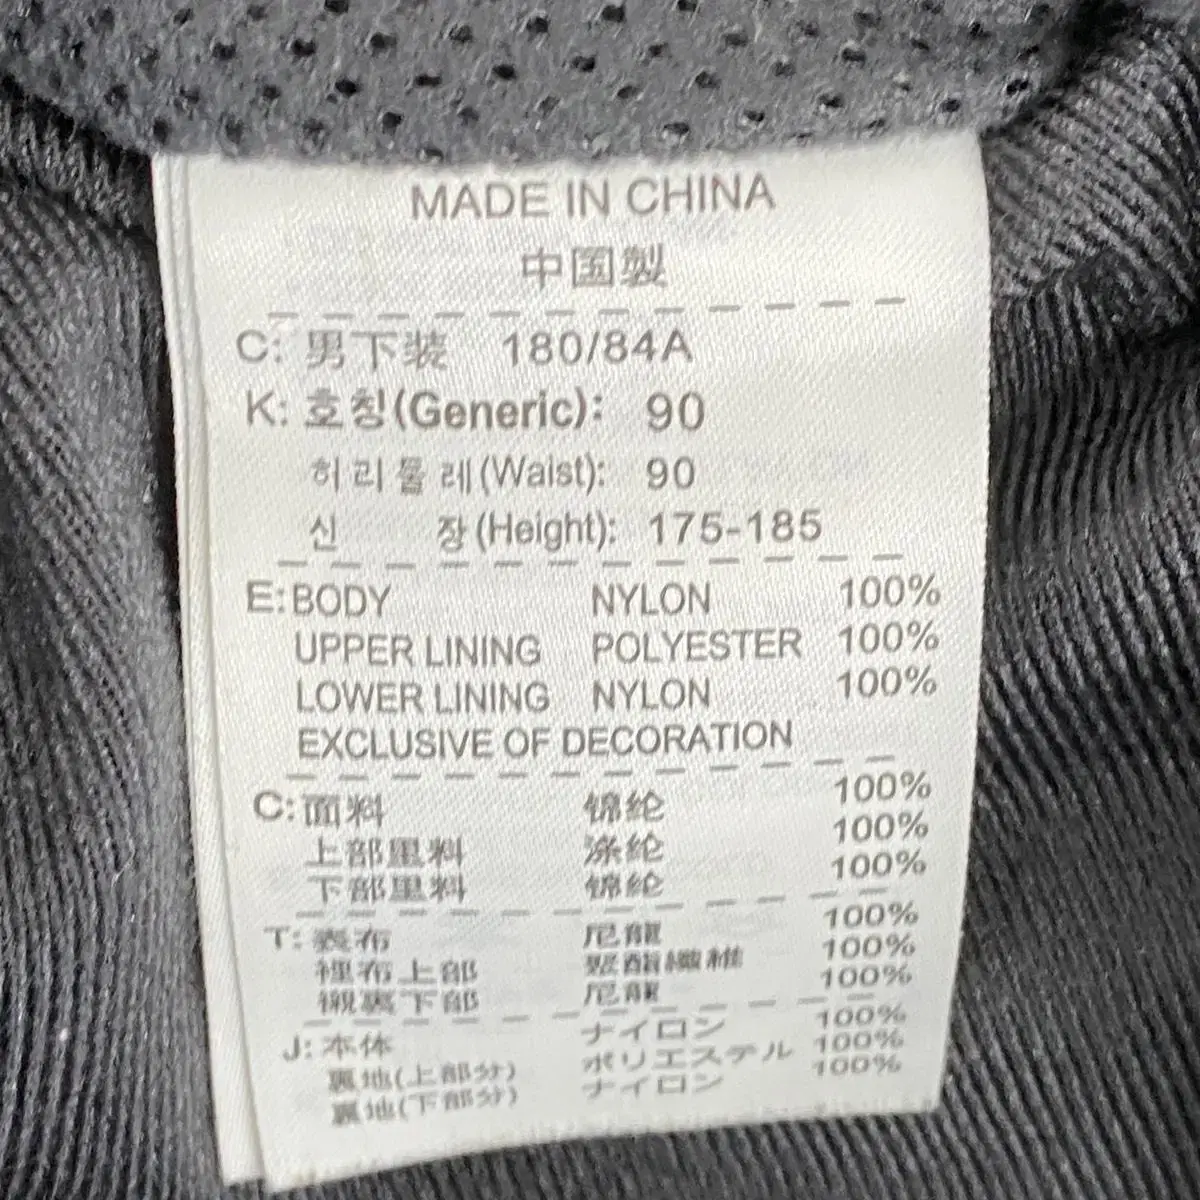 MADE IN CHINA
中国製
C: 男下装 180/84A
K: 호칭(Generic): 90
허리둘레(Waist): 90
신 장(Height): 175-185
E: BODY NYLON 100%
UPPER LINING POLYESTER 100%
LOWER LINING NYLON 100%
EXCLUSIVE OF DECORATION
C: 面料 锦纶 100%
上部里料 涤纶 100%
下部里料 锦纶 100%
T: 表布 尼龍 100%
裡布上部 聚酯纖維 100%
襯裏下部 尼龍 100%
J: 本体 ナイロン 100%
裏地(上部分) ポリエステル 100%
裏地(下部分) ナイロン 100%